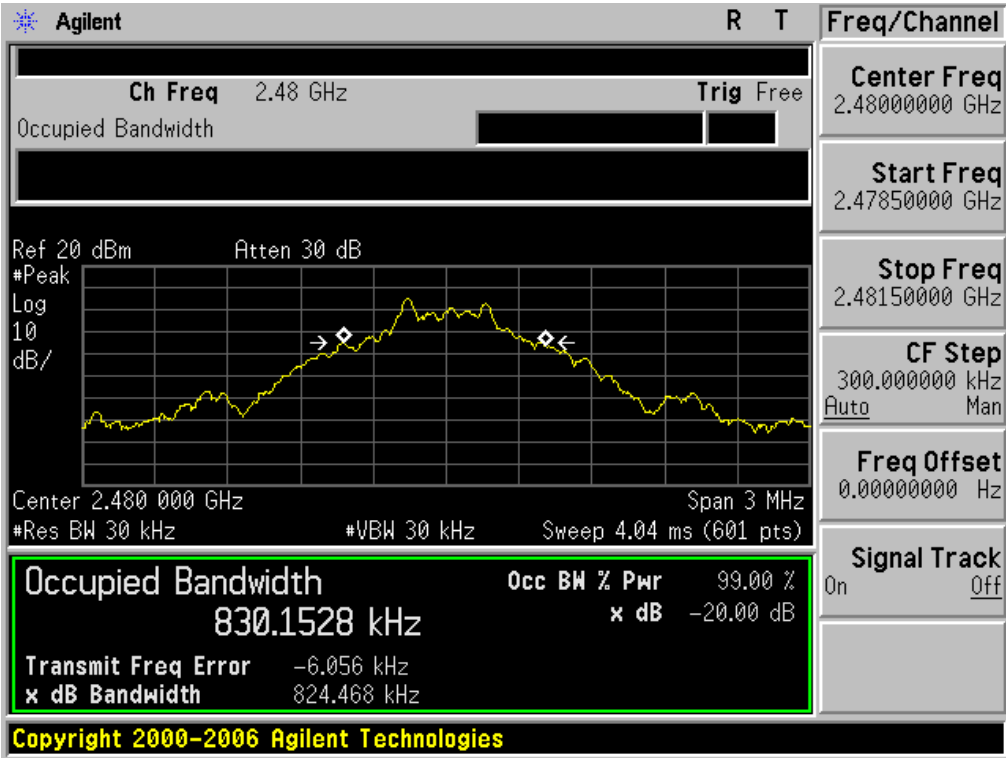 Agilent R T Freq/Channel
Ch Freq 2.48 GHz Trig Free
Occupied Bandwidth
Center Freq
2.48000000 GHz
Start Freq
2.47850000 GHz
Stop Freq
2.48150000 GHz
CF Step
300.000000 kHz
Auto Man
Freq Offset
0.00000000 Hz
Signal Track
On Off
Ref 20 dBm Atten 30 dB
#Peak
Log
10
dB/
Center 2.480 000 GHz Span 3 MHz
#Res BW 30 kHz #VBW 30 kHz Sweep 4.04 ms (601 pts)
Occupied Bandwidth
830.1528 kHz
Occ BW % Pwr 99.00 %
x dB -20.00 dB
Transmit Freq Error -6.056 kHz
x dB Bandwidth 824.468 kHz
Copyright 2000-2006 Agilent Technologies